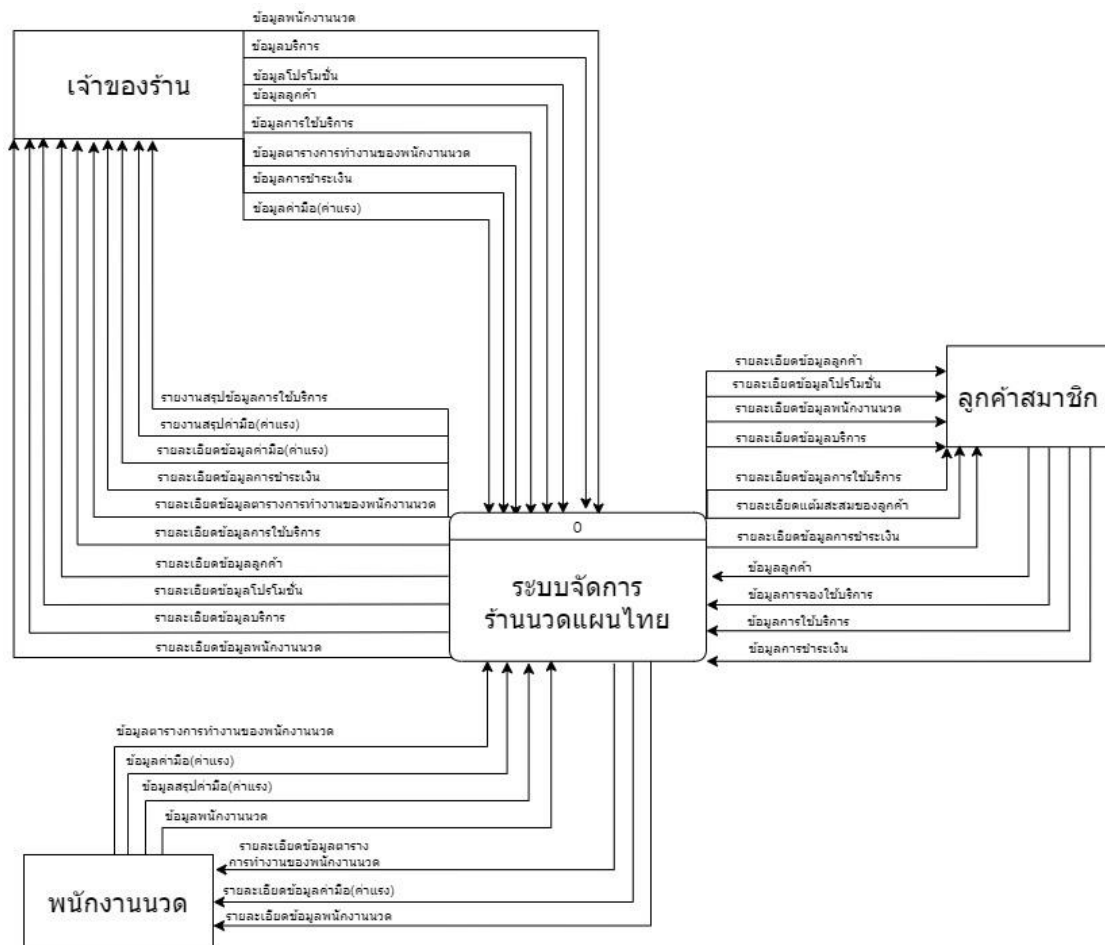 ข้อมูลพนักงานนวด
ข้อมูลบริการ
เจ้าของร้าน
ข้อมูลโปรโมชั่น
ข้อมูลลูกค้า
ข้อมูลการใช้บริการ
ข้อมูลตารางการทำงานของพนักงานนวด
ข้อมูลการชำระเงิน
ข้อมูลค่ามือ(ค่าแรง)
รายงานสรุปข้อมูลการใช้บริการ
รายงานสรุปค่ามือ(ค่าแรง)
รายละเอียดข้อมูลค่ามือ(ค่าแรง)
รายละเอียดข้อมูลการชำระเงิน
รายละเอียดข้อมูลตารางการทำงานของพนักงานนวด
รายละเอียดข้อมูลการใช้บริการ
รายละเอียดข้อมูลลูกค้า
รายละเอียดข้อมูลโปรโมชั่น
รายละเอียดข้อมูลบริการ
รายละเอียดข้อมูลพนักงานนวด
0
ระบบจัดการ
ร้านนวดแผนไทย
รายละเอียดข้อมูลลูกค้า
รายละเอียดข้อมูลโปรโมชั่น
รายละเอียดข้อมูลพนักงานนวด
รายละเอียดข้อมูลบริการ
ลูกค้าสมาชิก
รายละเอียดข้อมูลการใช้บริการ
รายละเอียดแต้มสะสมของลูกค้า
รายละเอียดข้อมูลการชำระเงิน
ข้อมูลลูกค้า
ข้อมูลการจองใช้บริการ
ข้อมูลการใช้บริการ
ข้อมูลการชำระเงิน
ข้อมูลตารางการทำงานของพนักงานนวด
ข้อมูลค่ามือ(ค่าแรง)
ข้อมูลสรุปค่ามือ(ค่าแรง)
ข้อมูลพนักงานนวด
รายละเอียดข้อมูลตาราง
การทำงานของพนักงานนวด
รายละเอียดข้อมูลค่ามือ(ค่าแรง)
รายละเอียดข้อมูลพนักงานนวด
พนักงานนวด